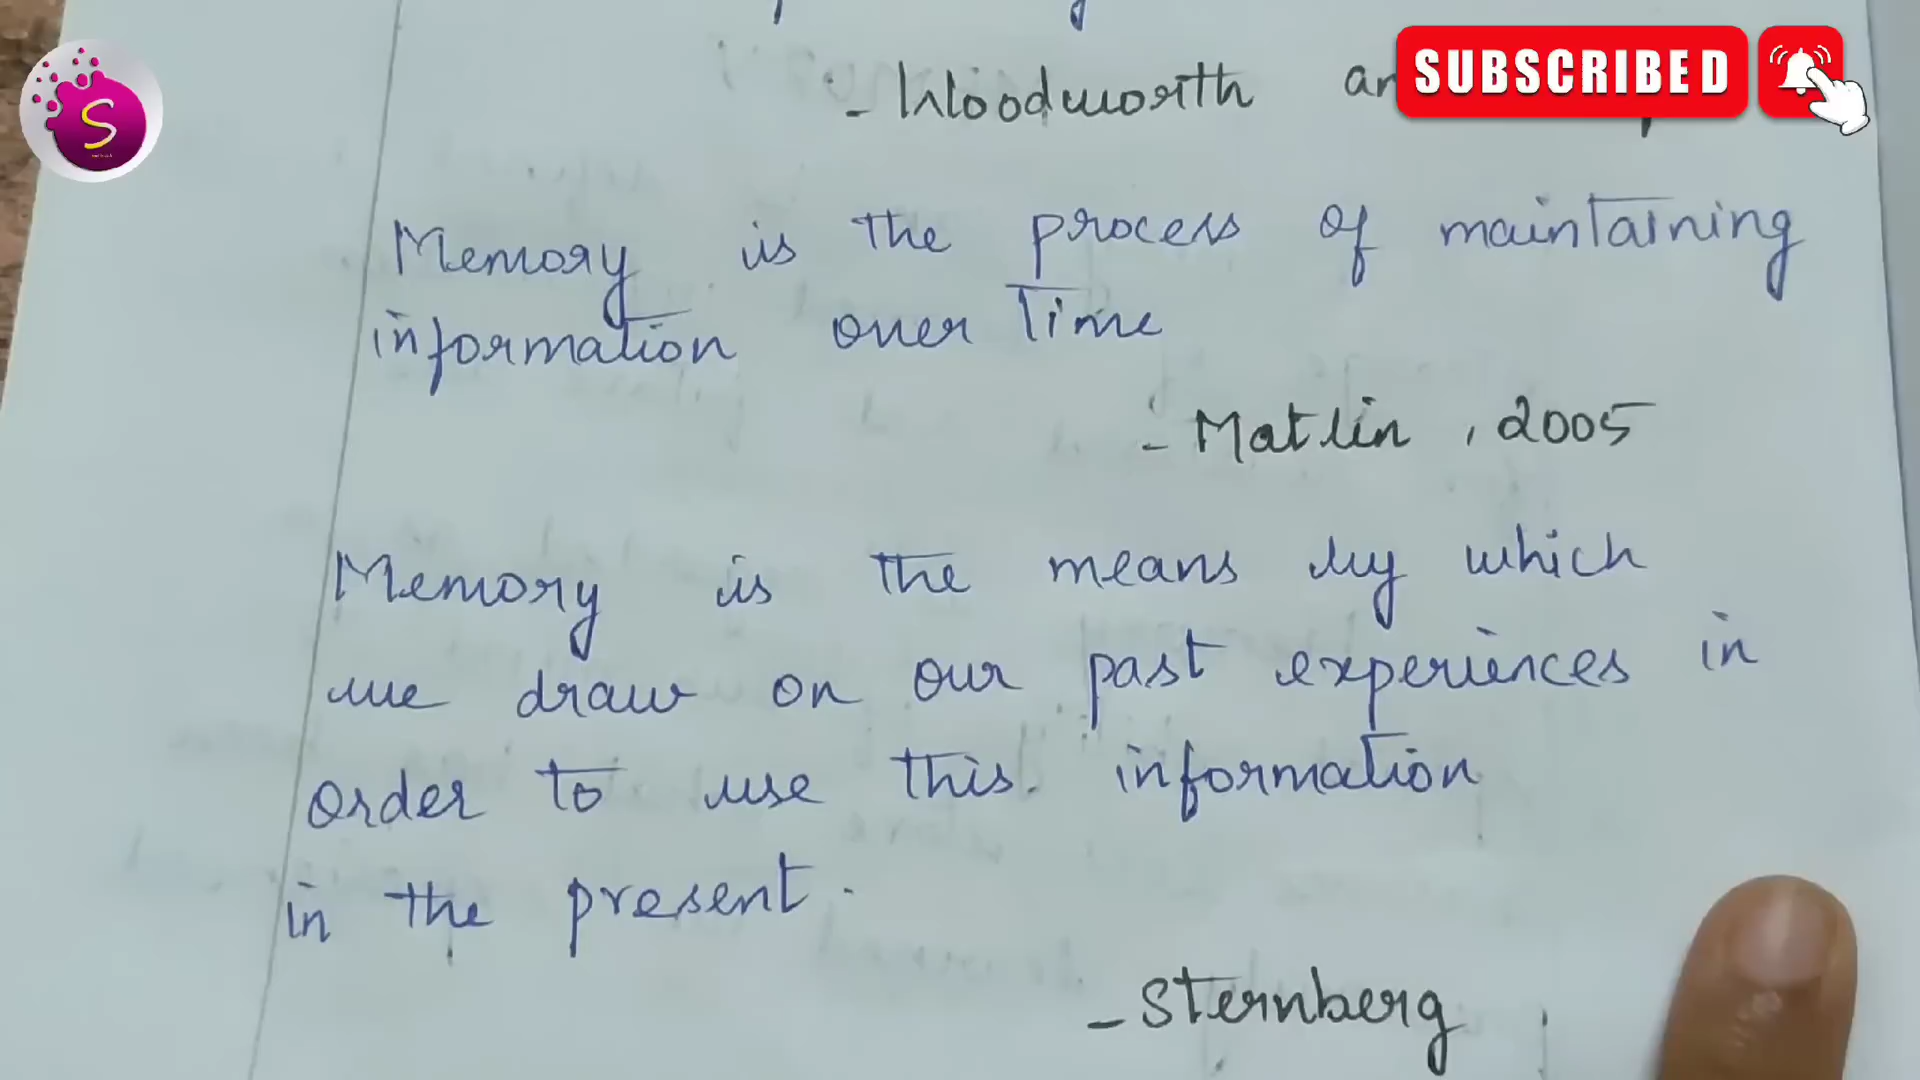 - Woodworth
SUBSCRIBED
S
Memory is the process of maintaining
information over Time
- Matlin, 2005
Memory is the means by which
we draw on our past experiences in
order to use this information
in the present.
- Sternberg